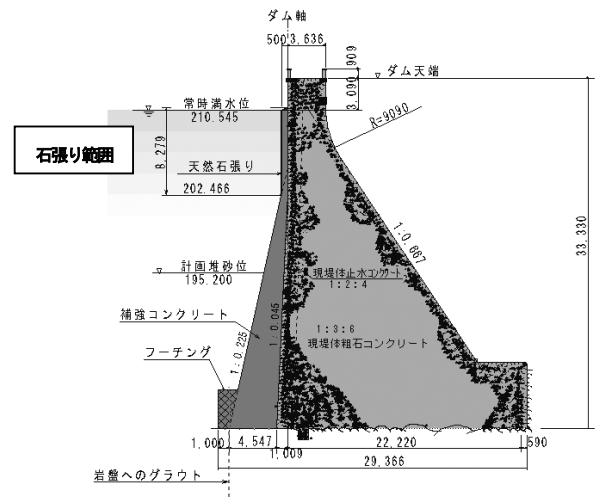 ダム軸
500 3,636
909
3,090
ダム天端
常時満水位
210.545
R=9090
石張り範囲
8,279
天然石張り
202.466
1:0.667
33,330
計画堆砂位
195.200
現堤体止水コンクリート
1:2:4
補強コンクリート
1:0.045
1:3:6
現堤体粗石コンクリート
1:0.225
フーチング
1,000 4,547 22,220 590
1,009
29,366
岩盤へのグラウト